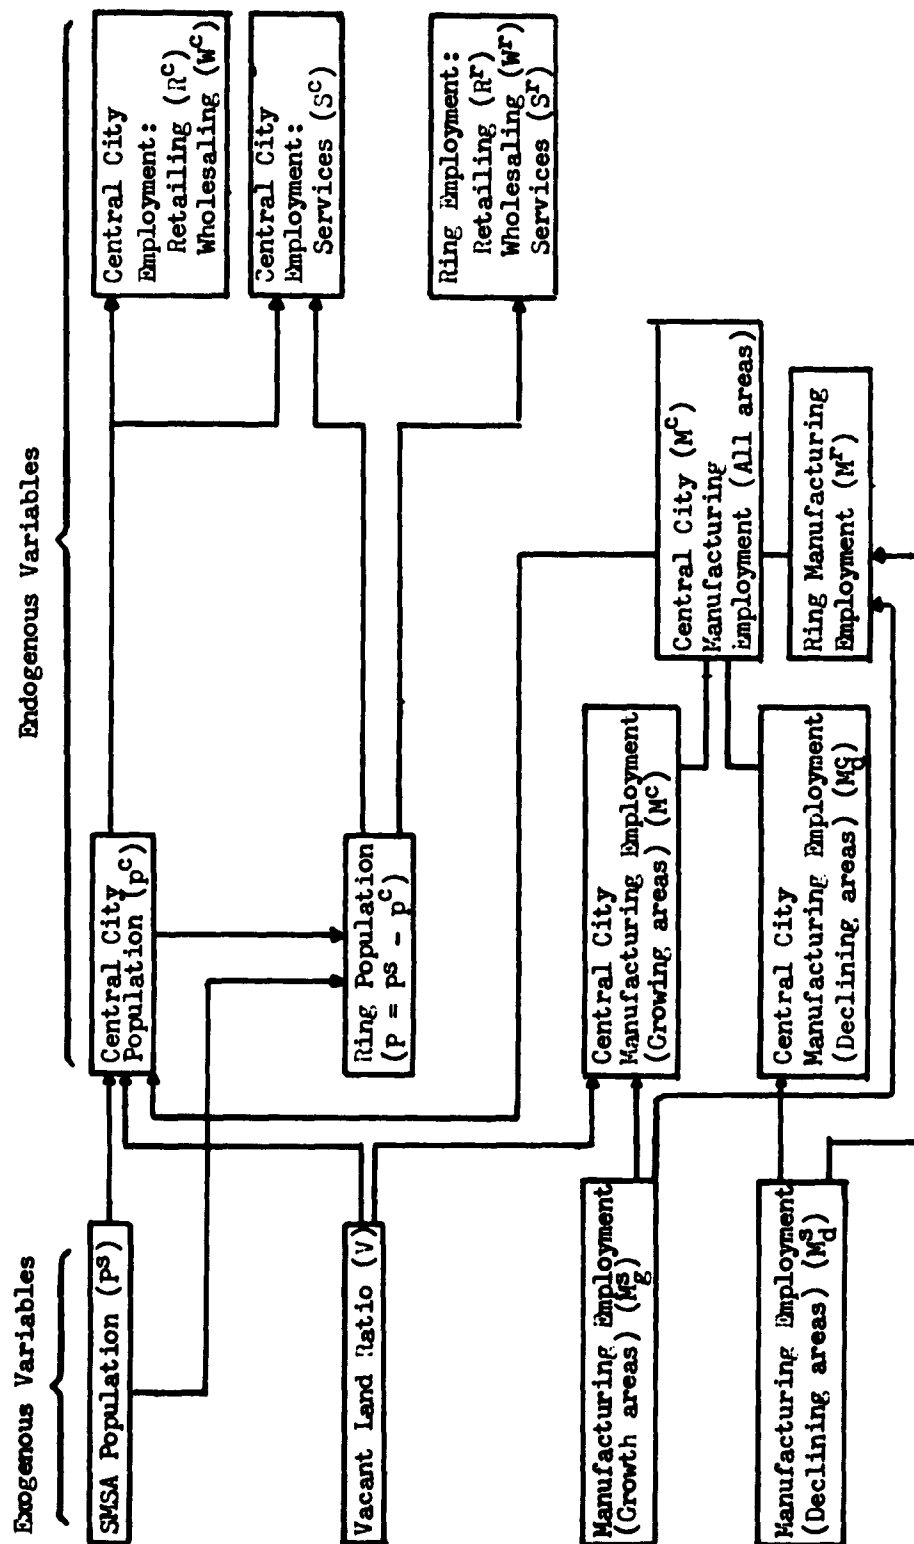 Exogenous Variables
Endogenous Variables
SMSA Population (P^s)
Vacant Land Ratio (V)
Manufacturing Employment
(Growth areas) (M^s_g)
Manufacturing Employment
(Declining areas) (M^s_d)
Central City
Population (p^c)
Ring Population
(P = ps - p^c)
Central City
Manufacturing Employment
(Growing areas) (M^c)
Central City
Manufacturing Employment
(Declining areas) (M^c_d)
Central City (M^c)
Manufacturing
Employment (All areas)
Ring Manufacturing
Employment (M^r)
Central City
Employment:
Retailing (R^c)
Wholesaling (W^c)
Central City
Employment:
Services (S^c)
Ring Employment:
Retailing (R^r)
Wholesaling (W^r)
Services (S^r)